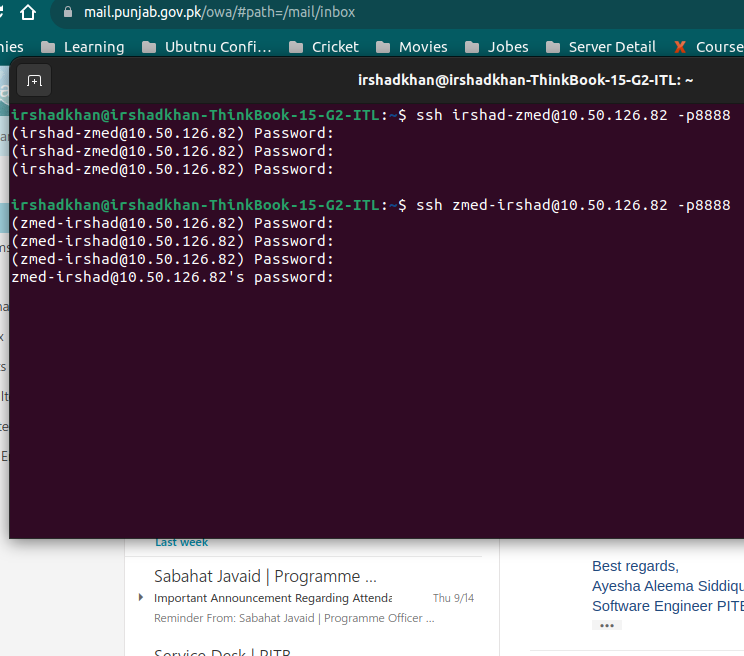 mail.punjab.gov.pk/owa/#path=/mail/inbox
nies Learning Ubutnu Confi... Cricket Movies Jobes Server Detail X Course
irshadkhan@irshadkhan-ThinkBook-15-G2-ITL: ~
irshadkhan@irshadkhan-ThinkBook-15-G2-ITL:~$ ssh irshad-zmed@10.50.126.82 -p8888
(irshad-zmed@10.50.126.82) Password:
(irshad-zmed@10.50.126.82) Password:
(irshad-zmed@10.50.126.82) Password:
irshadkhan@irshadkhan-ThinkBook-15-G2-ITL:~$ ssh zmed-irshad@10.50.126.82 -p8888
(zmed-irshad@10.50.126.82) Password:
(zmed-irshad@10.50.126.82) Password:
(zmed-irshad@10.50.126.82) Password:
zmed-irshad@10.50.126.82's password:
Last week
Sabahat Javaid | Programme ...
Important Announcement Regarding Attenda
Thu 9/14
Reminder From: Sabahat Javaid | Programme Officer ...
Service Desk | PITB
Best regards,
Ayesha Aleema Siddiqu
Software Engineer PITB